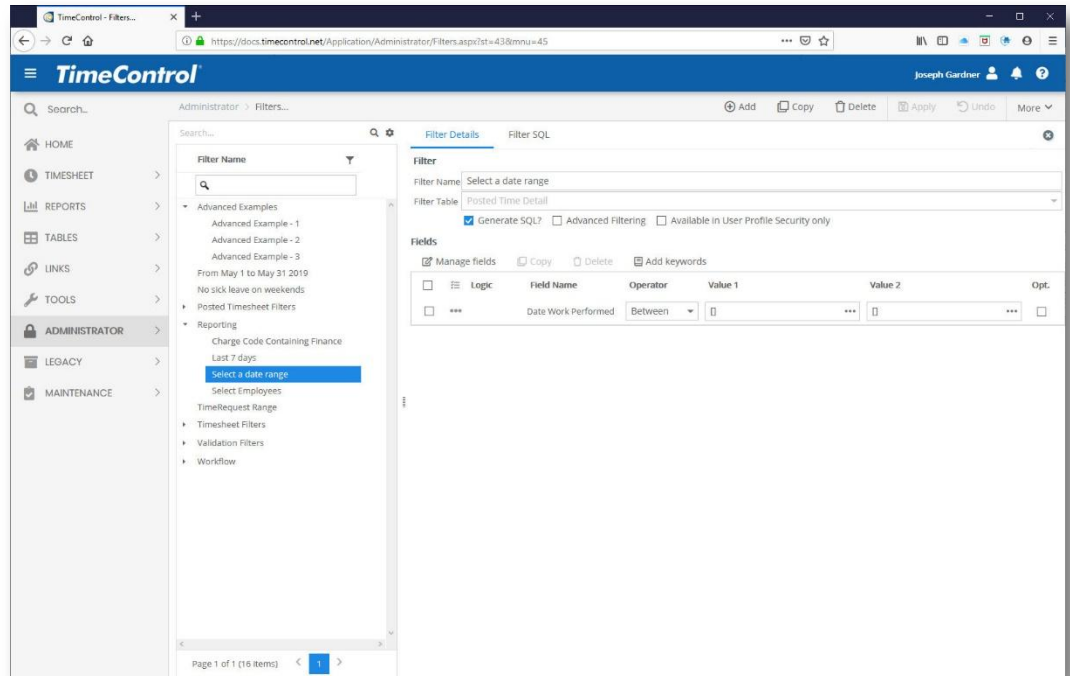 TimeControl - Filters...
https://docs.timecontrol.net/Application/Administrator/Filters.aspx?st=43&mnu=45
TimeControl
Joseph Gardner
Search...
Administrator > Filters...
Add Copy Delete Apply Undo More
HOME
TIMESHEET
REPORTS
TABLES
LINKS
TOOLS
ADMINISTRATOR
LEGACY
MAINTENANCE
Search...
Filter Name
Advanced Examples
Advanced Example - 1
Advanced Example - 2
Advanced Example - 3
From May 1 to May 31 2019
No sick leave on weekends
Posted Timesheet Filters
Reporting
Charge Code Containing Finance
Last 7 days
Select a date range
Select Employees
TimeRequest Range
Timesheet Filters
Validation Filters
Workflow
Page 1 of 1 (16 items) < 1 >
Filter Details Filter SQL
Filter
Filter Name Select a date range
Filter Table Posted Time Detail
Generate SQL? Advanced Filtering Available in User Profile Security only
Fields
Manage fields Copy Delete Add keywords
Logic Field Name Operator Value 1 Value 2 Opt.
Date Work Performed Between [] ••• [] •••